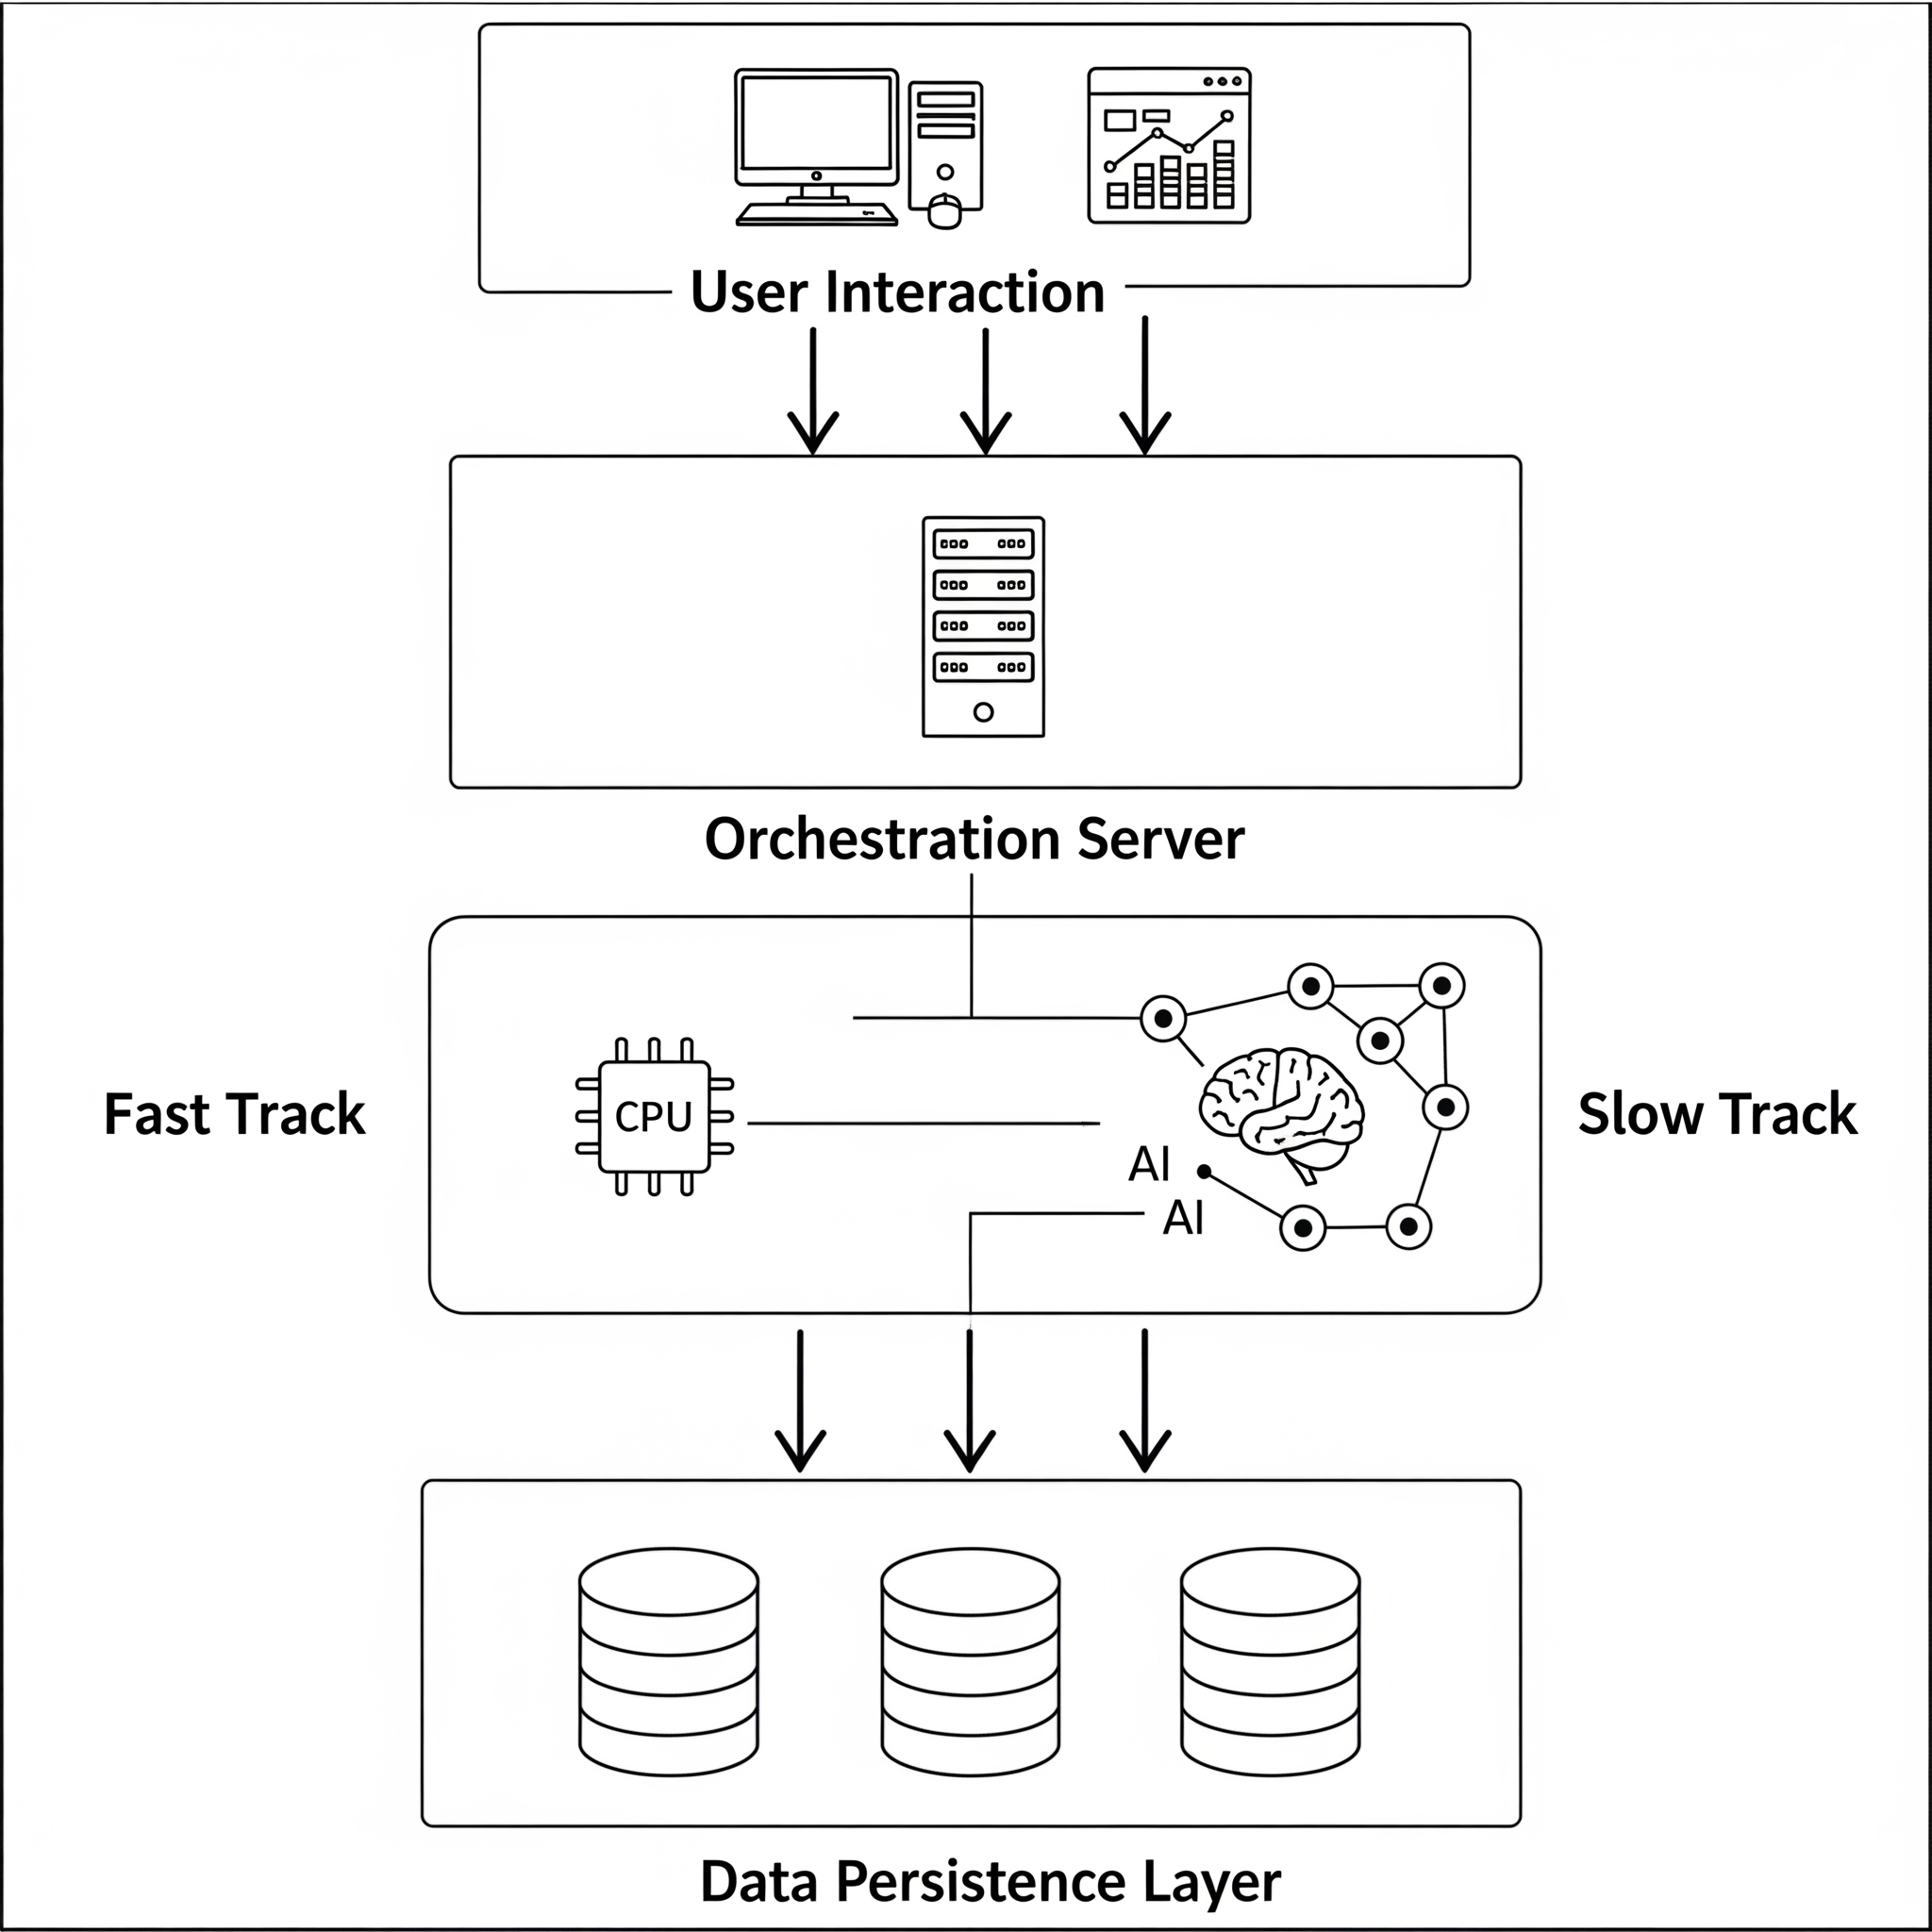 User Interaction
Orchestration Server
Fast Track
CPU
AI
AI
Slow Track
Data Persistence Layer